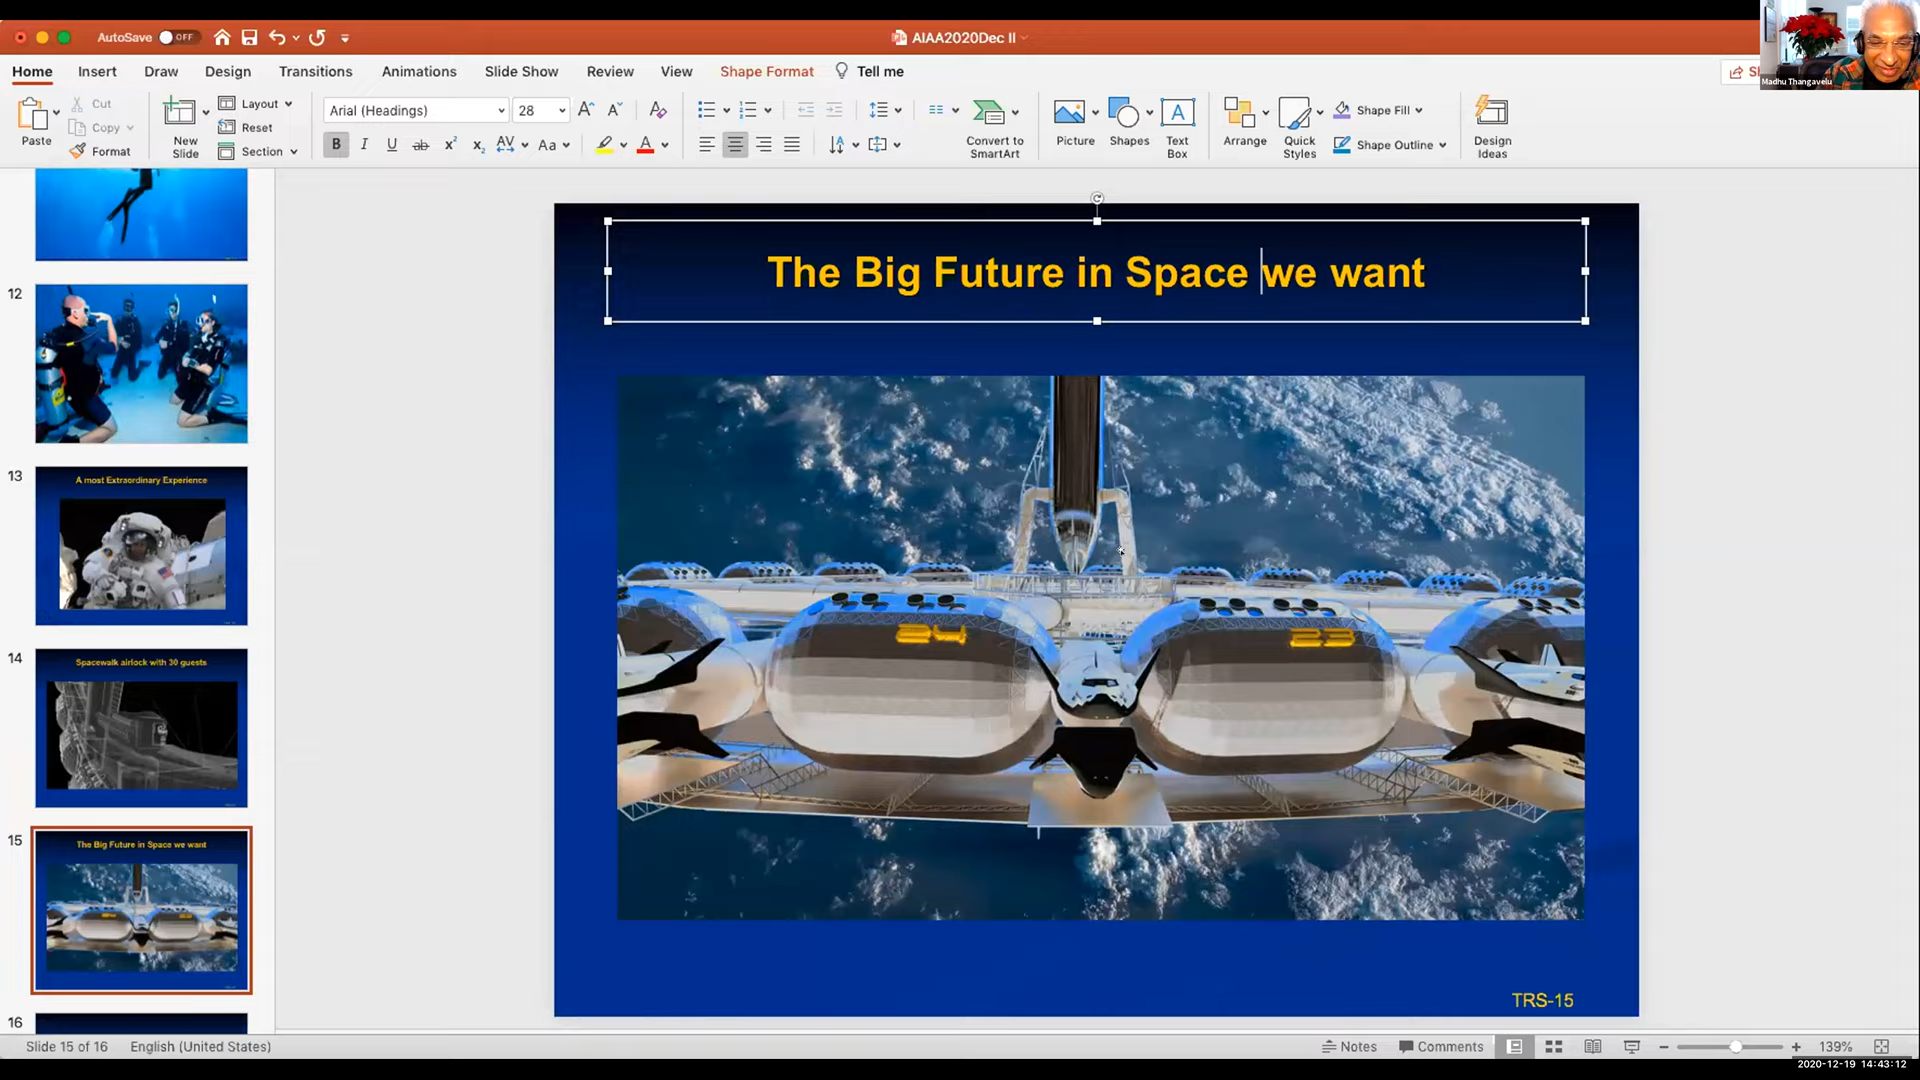 AutoSave OFF
AIAA2020Dec II
Madhu Thangavelu
Home Insert Draw Design Transitions Animations Slide Show Review View Shape Format Tell me
Paste
Cut
Copy
Format
New Slide
Layout
Reset
Section
Arial (Headings) 28
Convert to SmartArt
Picture
Shapes
Text Box
Arrange
Quick Styles
Shape Fill
Shape Outline
Design Ideas
12
13
A most Extraordinary Experience
14
Spacewalk airlock with 30 guests
15
The Big Future in Space we want
16
The Big Future in Space we want
24
23
TRS-15
Slide 15 of 16 English (United States)
Notes Comments 139%
2020-12-19 14:43:12